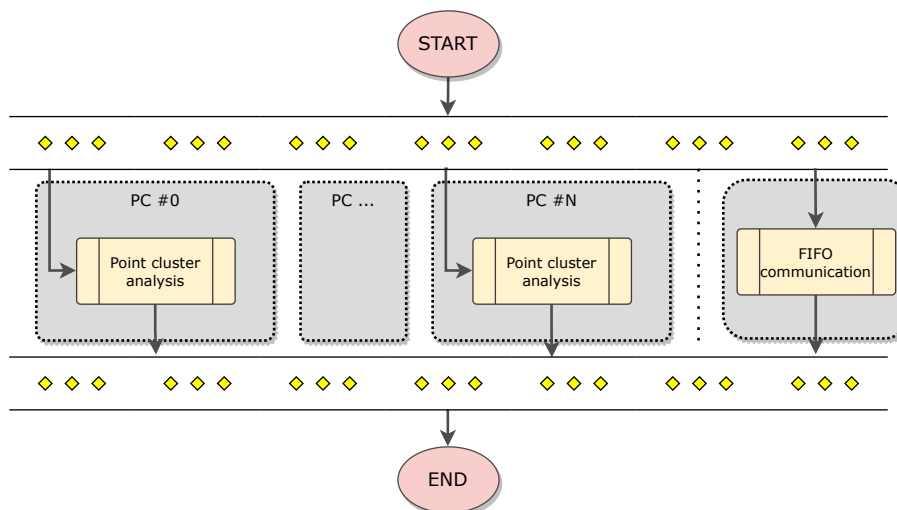 START
PC #0
PC ...
PC #N
Point cluster
analysis
Point cluster
analysis
FIFO
communication
END